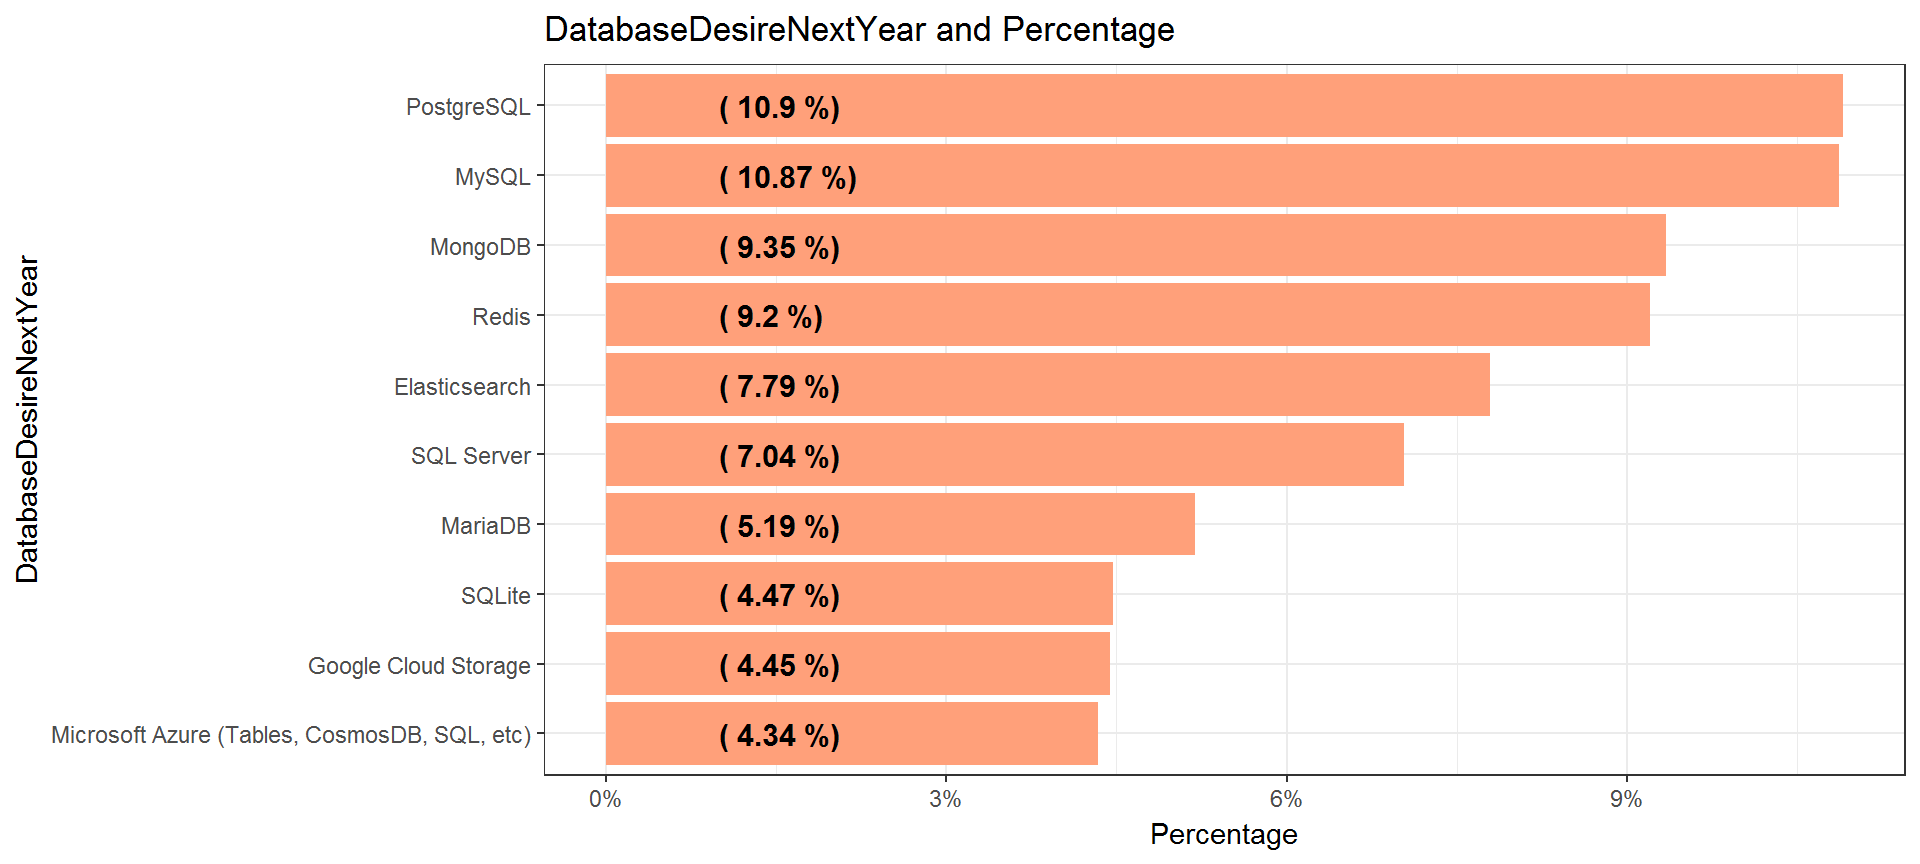 DatabaseDesireNextYear and Percentage
DatabaseDesireNextYear
PostgreSQL ( 10.9 %)
MySQL ( 10.87 %)
MongoDB ( 9.35 %)
Redis ( 9.2 %)
Elasticsearch ( 7.79 %)
SQL Server ( 7.04 %)
MariaDB ( 5.19 %)
SQLite ( 4.47 %)
Google Cloud Storage ( 4.45 %)
Microsoft Azure (Tables, CosmosDB, SQL, etc) ( 4.34 %)
0% 3% 6% 9%
Percentage